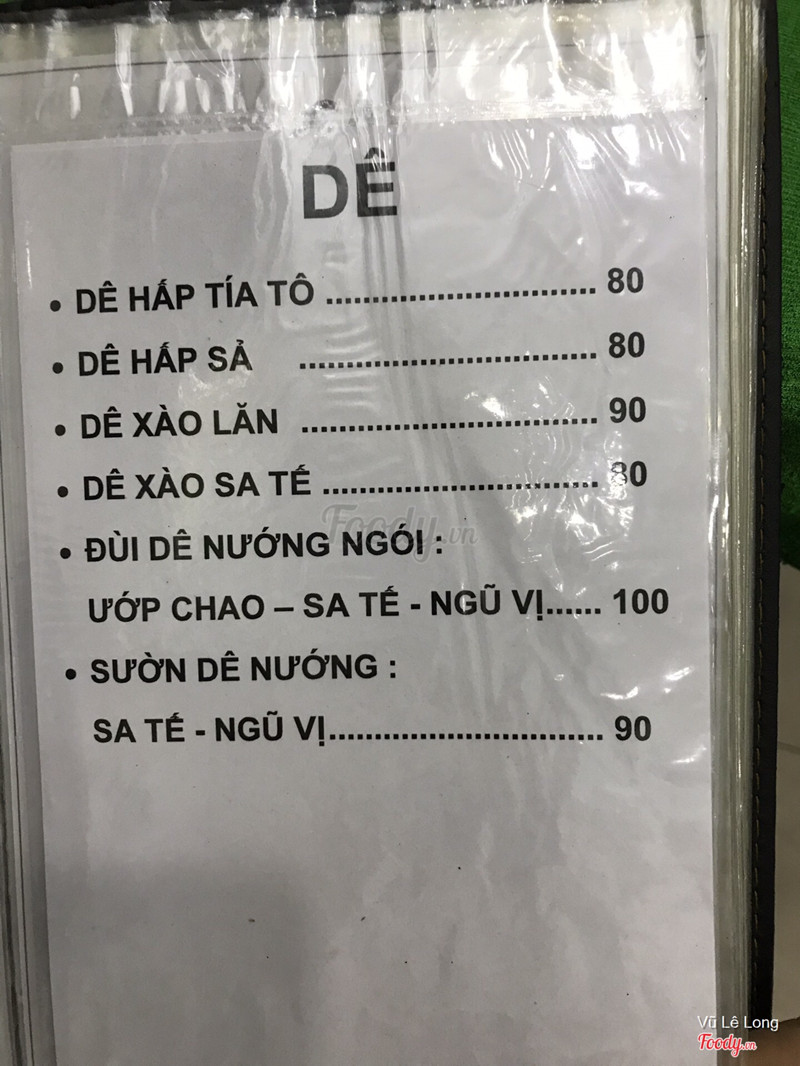 DÊ
• DÊ HẤP TÍA TÔ .............................. 80
• DÊ HẤP SẢ ................................. 80
• DÊ XÀO LĂN ................................ 90
• DÊ XÀO SA TẾ .............................. 80
• ĐÙI DÊ NƯỚNG NGÓI :
ƯỚP CHAO – SA TẾ - NGŨ VỊ...... 100
• SƯỜN DÊ NƯỚNG :
SA TẾ - NGŨ VỊ.............................. 90
Foody.vn
Vũ Lê Long
Foody.vn